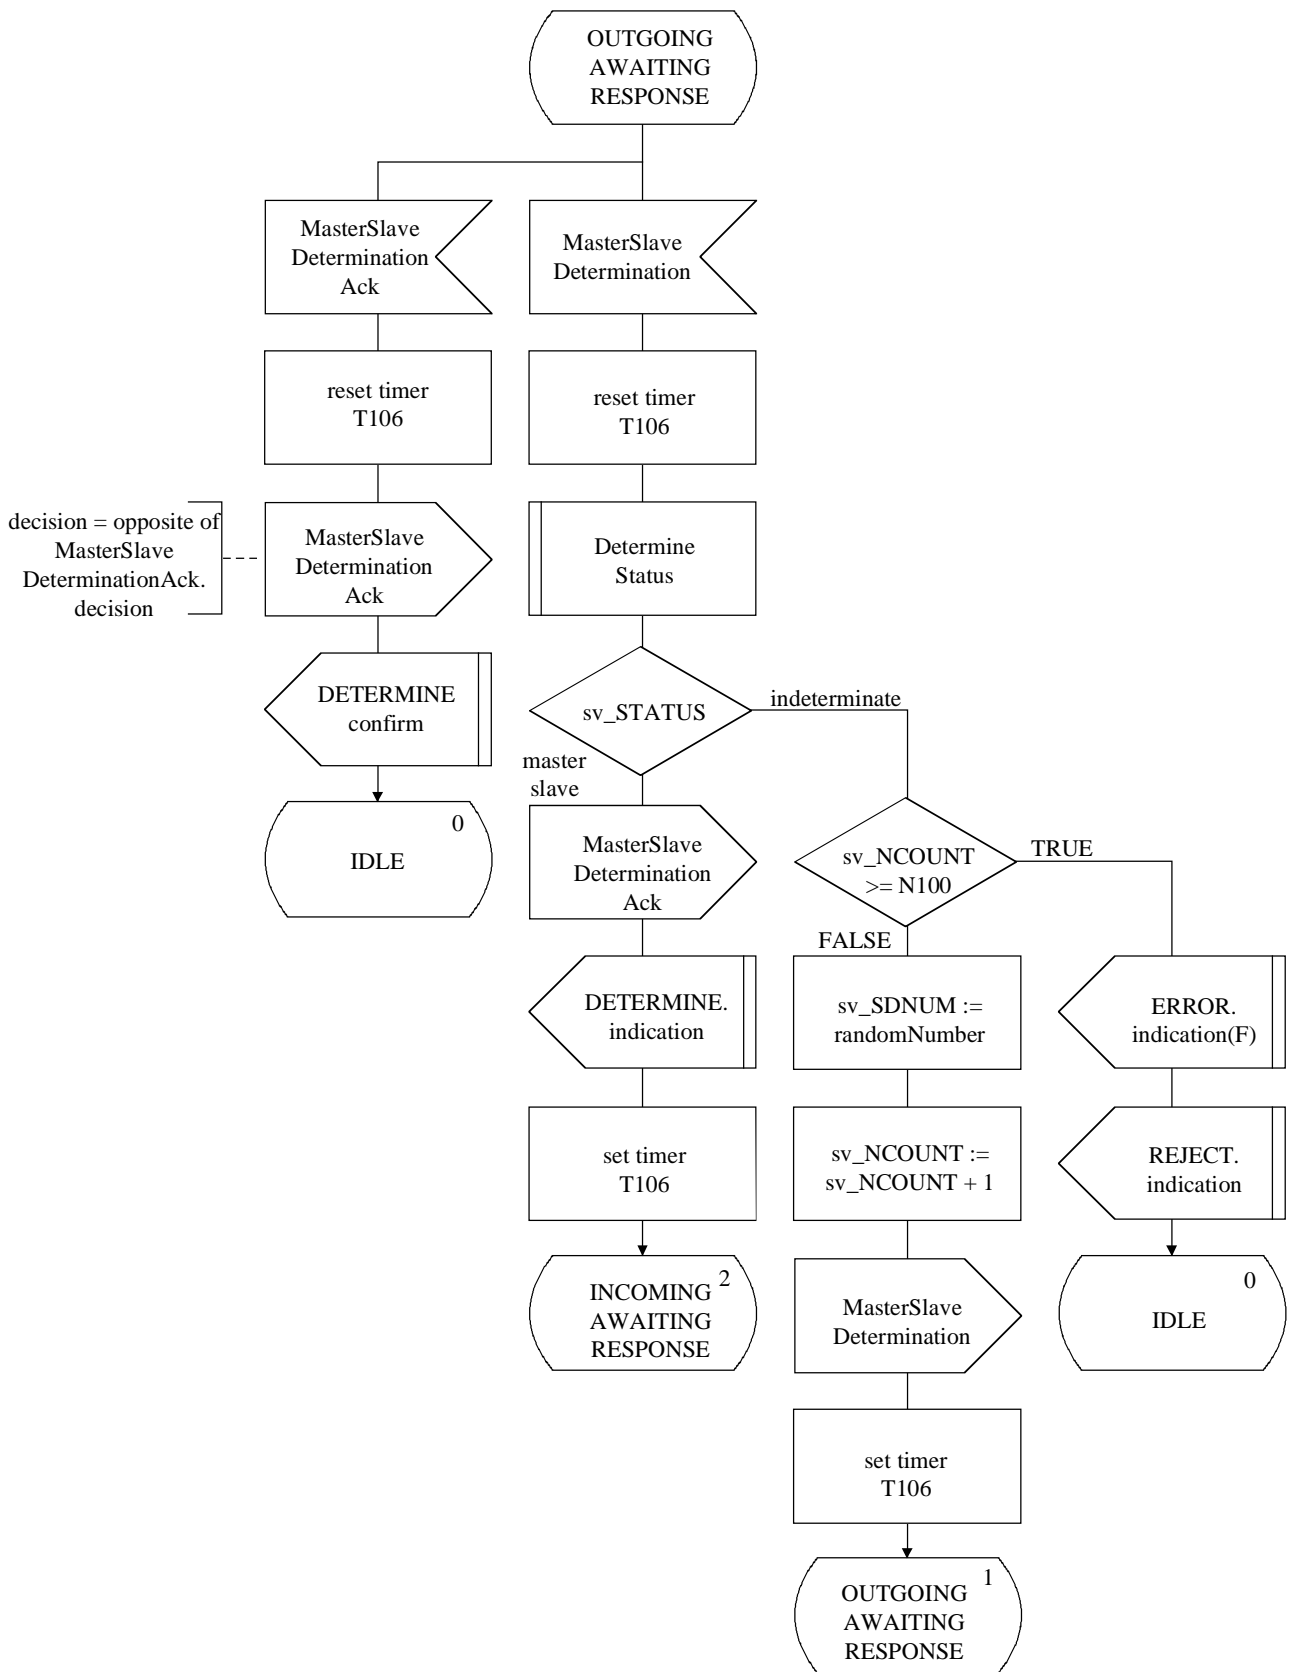 OUTGOING
AWAITING
RESPONSE
MasterSlave
Determination
Ack
MasterSlave
Determination
reset timer
T106
reset timer
T106
decision = opposite of
MasterSlave
DeterminationAck.
decision
MasterSlave
Determination
Ack
Determine
Status
DETERMINE
confirm
sv_STATUS
indeterminate
master
slave
0
IDLE
MasterSlave
Determination
Ack
sv_NCOUNT
>= N100
TRUE
FALSE
DETERMINE.
indication
sv_SDNUM :=
randomNumber
ERROR.
indication(F)
set timer
T106
sv_NCOUNT :=
sv_NCOUNT + 1
REJECT.
indication
2
INCOMING
AWAITING
RESPONSE
MasterSlave
Determination
0
IDLE
set timer
T106
1
OUTGOING
AWAITING
RESPONSE